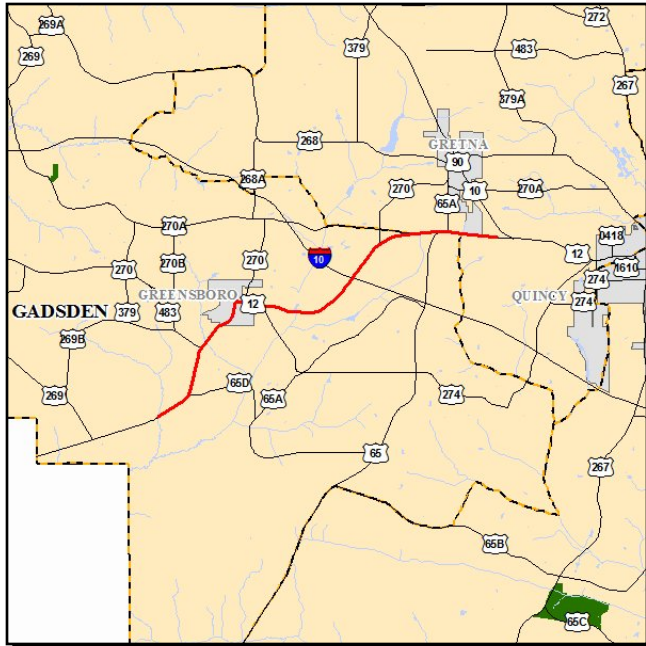 269A
272
379
483
269
267
379A
268
GRETNA
90
268A
270
10
270A
65A
270A
0418
12
270
270B
270
1610
10
274
GREENSBORO
QUINCY
274
12
GADSDEN
379
483
269B
65D
269
65A
274
65
267
65B
65C